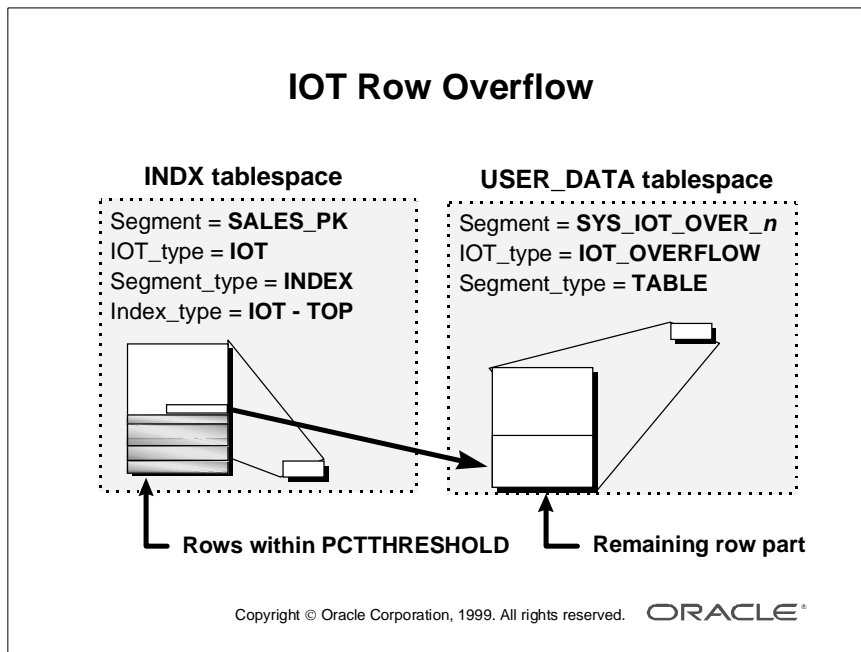 IOT Row Overflow
INDX tablespace
Segment = SALES_PK
IOT_type = IOT
Segment_type = INDEX
Index_type = IOT - TOP
USER_DATA tablespace
Segment = SYS_IOT_OVER_n
IOT_type = IOT_OVERFLOW
Segment_type = TABLE
Rows within PCTTHRESHOLD
Remaining row part
Copyright © Oracle Corporation, 1999. All rights reserved. ORACLE®